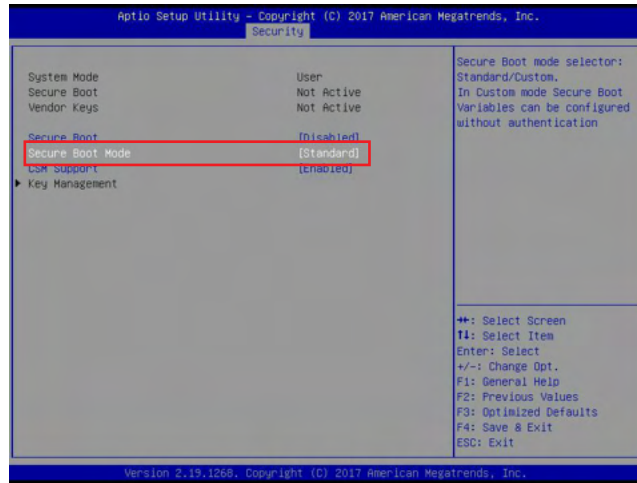 Aptio Setup Utility – Copyright (C) 2017 American Megatrends, Inc.
Security
System Mode User
Secure Boot Not Active
Vendor Keys Not Active
Secure Boot [Disabled]
Secure Boot Mode [Standard]
CSM Support [Enabled]
▶ Key Management
Secure Boot mode selector:
Standard/Custom.
In Custom mode Secure Boot
Variables can be configured
without authentication
→←: Select Screen
↑↓: Select Item
Enter: Select
+/-: Change Opt.
F1: General Help
F2: Previous Values
F3: Optimized Defaults
F4: Save & Exit
ESC: Exit
Version 2.19.1268. Copyright (C) 2017 American Megatrends, Inc.